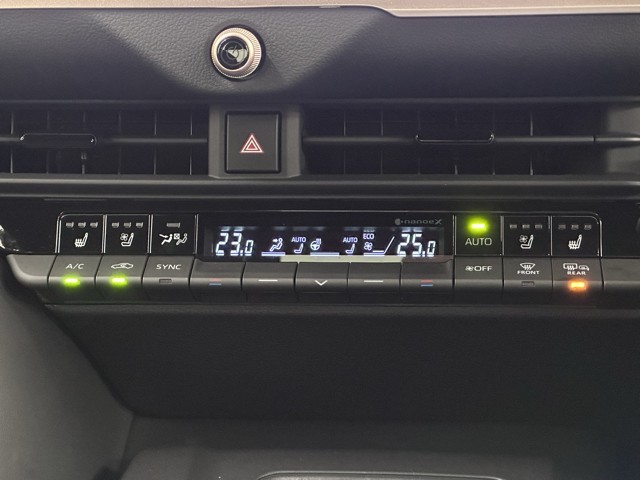 nanoeX
23.0
AUTO
AUTO
ECO
25.0
AUTO
A/C
SYNC
OFF
FRONT
REAR